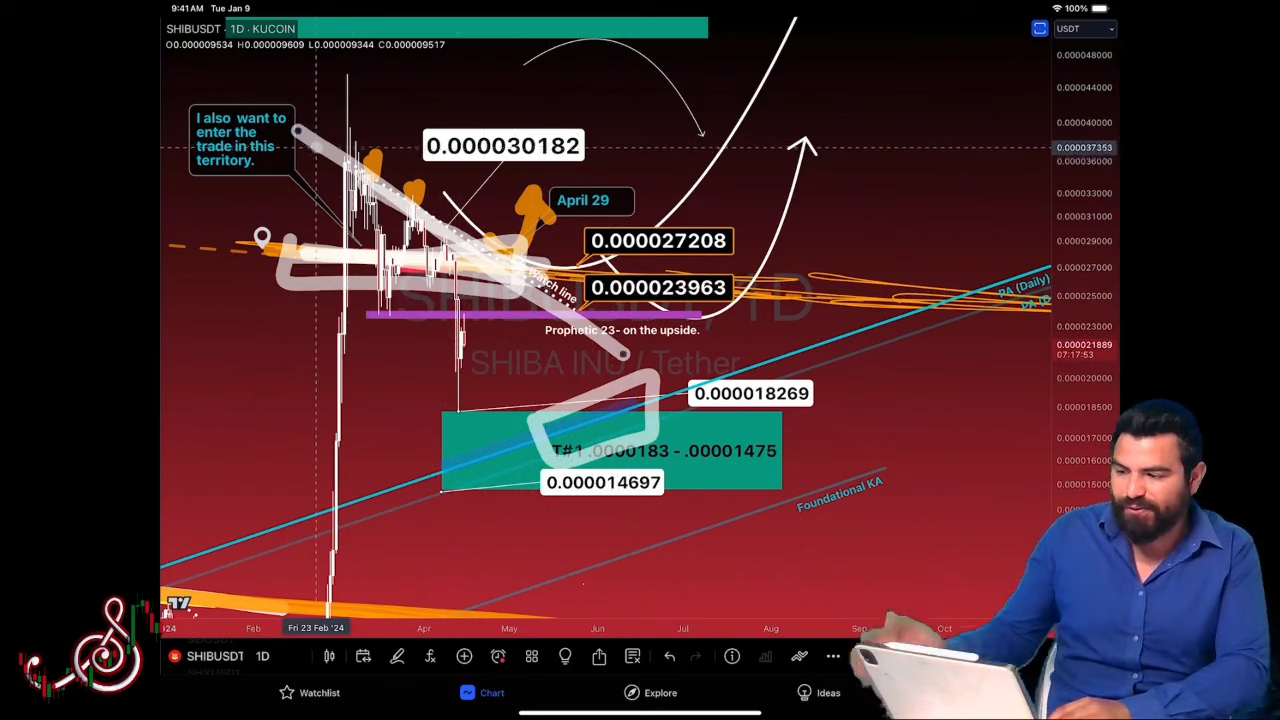 9:41 AM Tue Jan 9
100%
SHIBUSDT · 1D · KUCOIN
O0.000009534 H0.000009609 L0.000009344 C0.000009517
USDT
0.000048000
0.000044000
0.000040000
0.000037353
0.000036000
0.000033000
0.000031000
0.000029000
0.000027000
0.000025000
0.000023000
0.000021889
07:17:53
0.000020000
0.000018500
0.000017000
0.000016000
0.000015000
I also want to
enter the
trade in this
territory.
0.000030182
April 29
0.000027208
0.000023963
Watch line
PA (Daily)
Prophetic 23- on the upside.
SHIBUSDT, 1D
SHIBA INU / Tether
0.000018269
T#1 .0000183 - .00001475
0.000014697
Foundational KA
Feb
Fri 23 Feb '24
Apr
May
Jun
Jul
Aug
Oct
SHIBUSDT 1D
Watchlist
Chart
Explore
Ideas